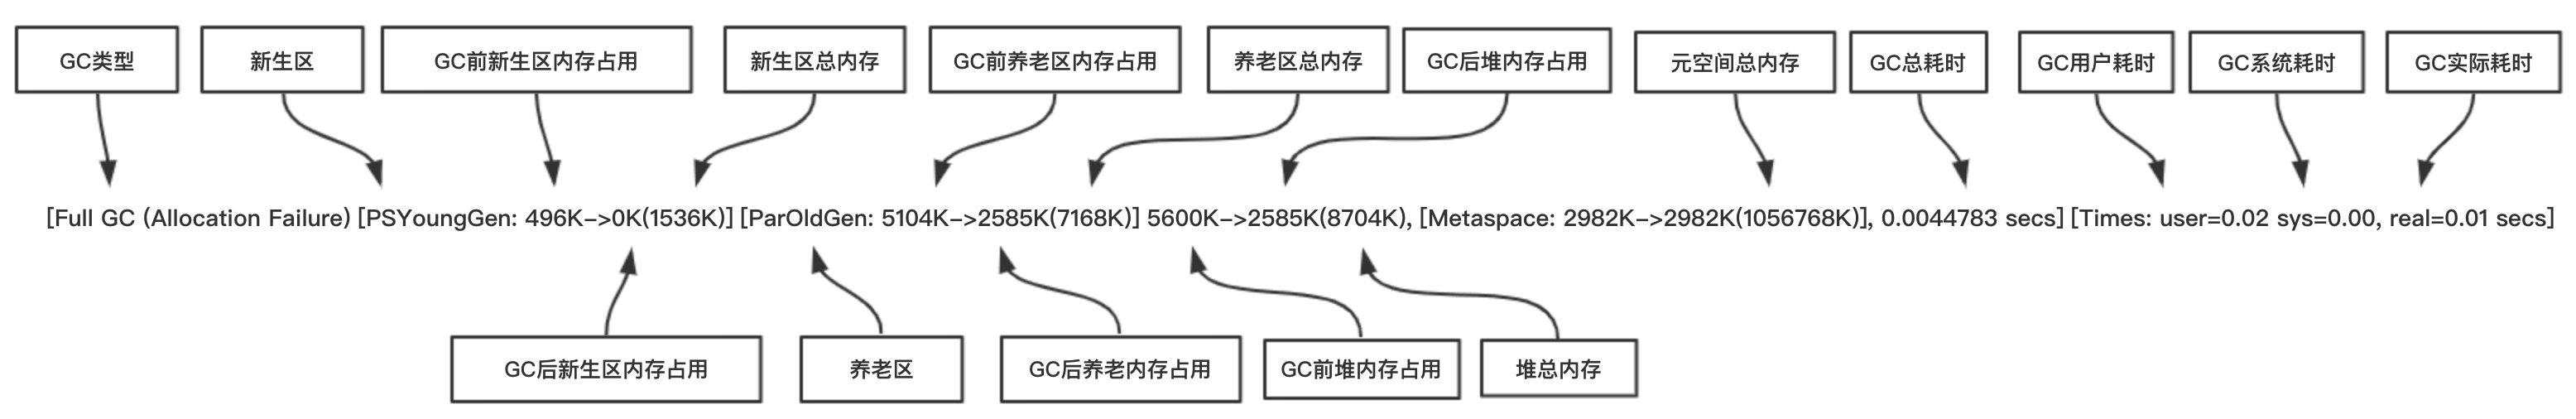 GC类型
新生区
GC前新生区内存占用
新生区总内存
GC前养老区内存占用
养老区总内存
GC后堆内存占用
元空间总内存
GC总耗时
GC用户耗时
GC系统耗时
GC实际耗时
[Full GC (Allocation Failure) [PSYoungGen: 496K->0K(1536K)] [ParOldGen: 5104K->2585K(7168K)] 5600K->2585K(8704K), [Metaspace: 2982K->2982K(1056768K)], 0.0044783 secs] [Times: user=0.02 sys=0.00, real=0.01 secs]
GC后新生区内存占用
养老区
GC后养老内存占用
GC前堆内存占用
堆总内存